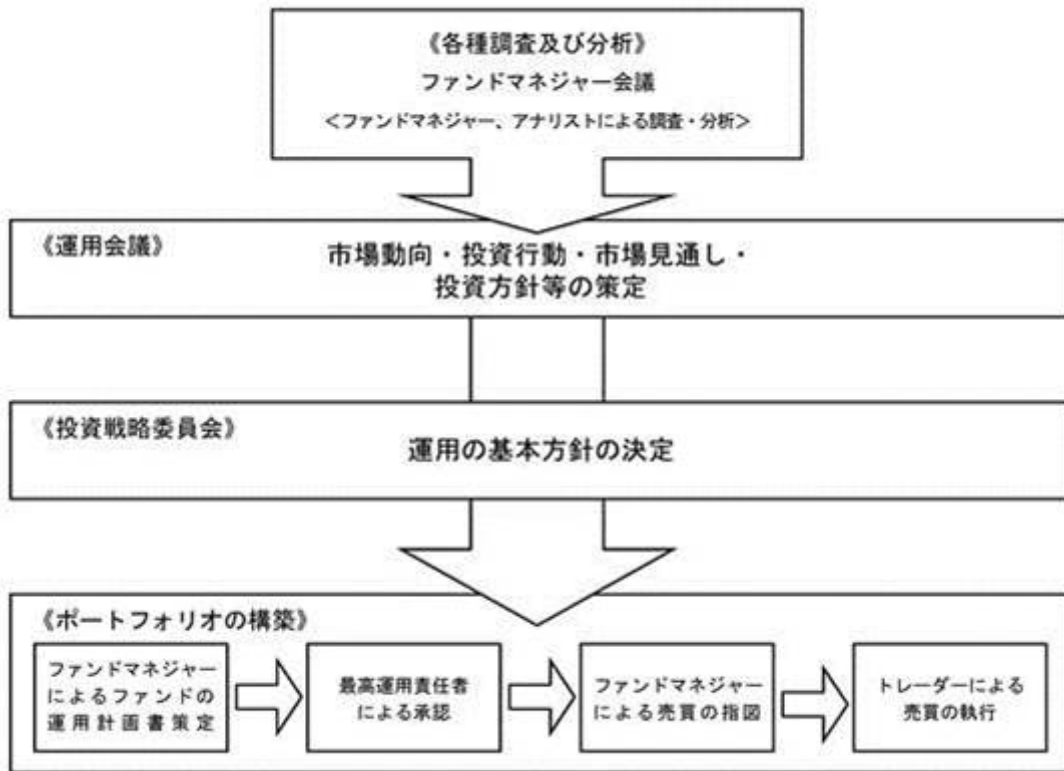 《各種調査及び分析》
ファンドマネジャー会議
<ファンドマネジャー、アナリストによる調査・分析>
《運用会議》
市場動向・投資行動・市場見通し・
投資方針等の策定
《投資戦略委員会》
運用の基本方針の決定
《ポートフォリオの構築》
ファンドマネジャー
によるファンドの
運用計画書策定
最高運用責任者
による承認
ファンドマネジャー
による売買の指図
トレーダーによる
売買の執行